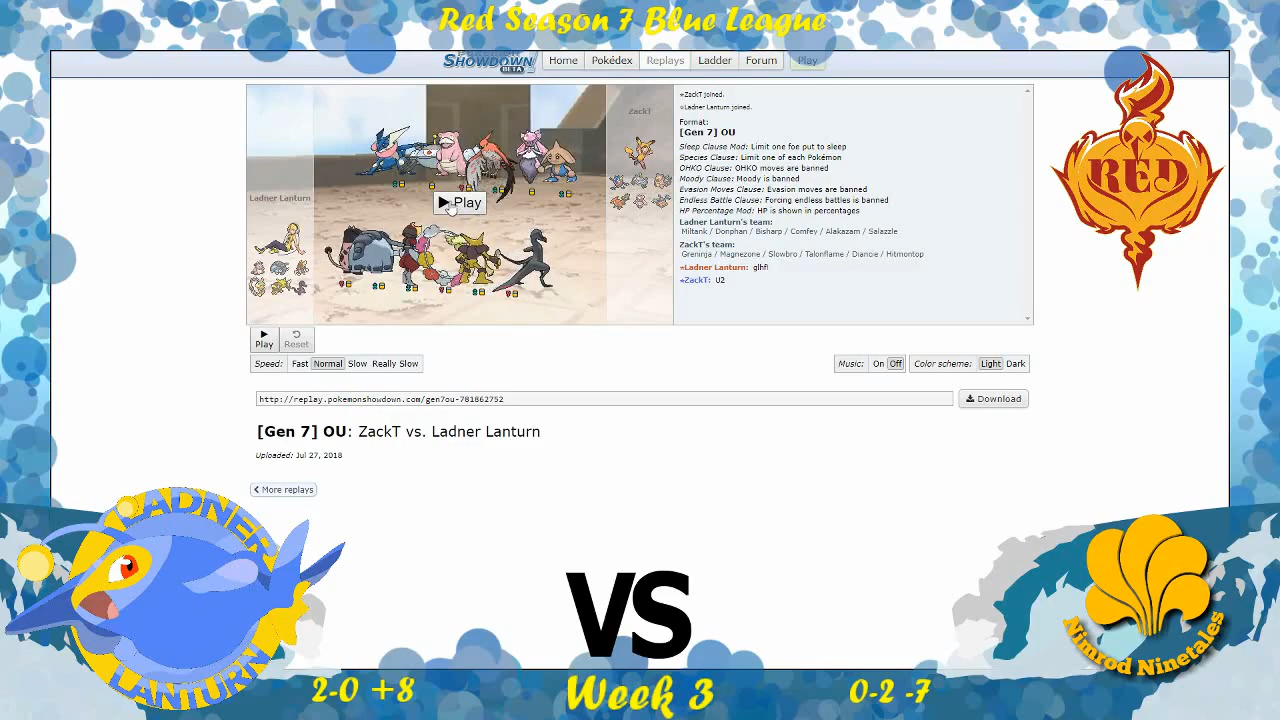 Red Season 7 Blue League
POKÉMON
SHOWDOWN
BETA
Home Pokédex Replays Ladder Forum Play
ZackT
Ladner Lanturn
Play
☆ZackT joined.
☆Ladner Lanturn joined.
Format:
[Gen 7] OU
Sleep Clause Mod: Limit one foe put to sleep
Species Clause: Limit one of each Pokémon
OHKO Clause: OHKO moves are banned
Moody Clause: Moody is banned
Evasion Moves Clause: Evasion moves are banned
Endless Battle Clause: Forcing endless battles is banned
HP Percentage Mod: HP is shown in percentages
Ladner Lanturn's team:
Miltank / Donphan / Bisharp / Comfey / Alakazam / Salazzle
ZackT's team:
Greninja / Magnezone / Slowbro / Talonflame / Diancie / Hitmontop
☆Ladner Lanturn: glhf!
☆ZackT: U2
Play Reset
Speed: Fast Normal Slow Really Slow
Music: On Off Color scheme: Light Dark
http://replay.pokemonshowdown.com/gen7ou-781862752
Download
[Gen 7] OU: ZackT vs. Ladner Lanturn
Uploaded: Jul 27, 2018
More replays
RED
LADNER
LANTURN
VS
Nimrod Ninetales
2-0 +8
Week 3
0-2 -7